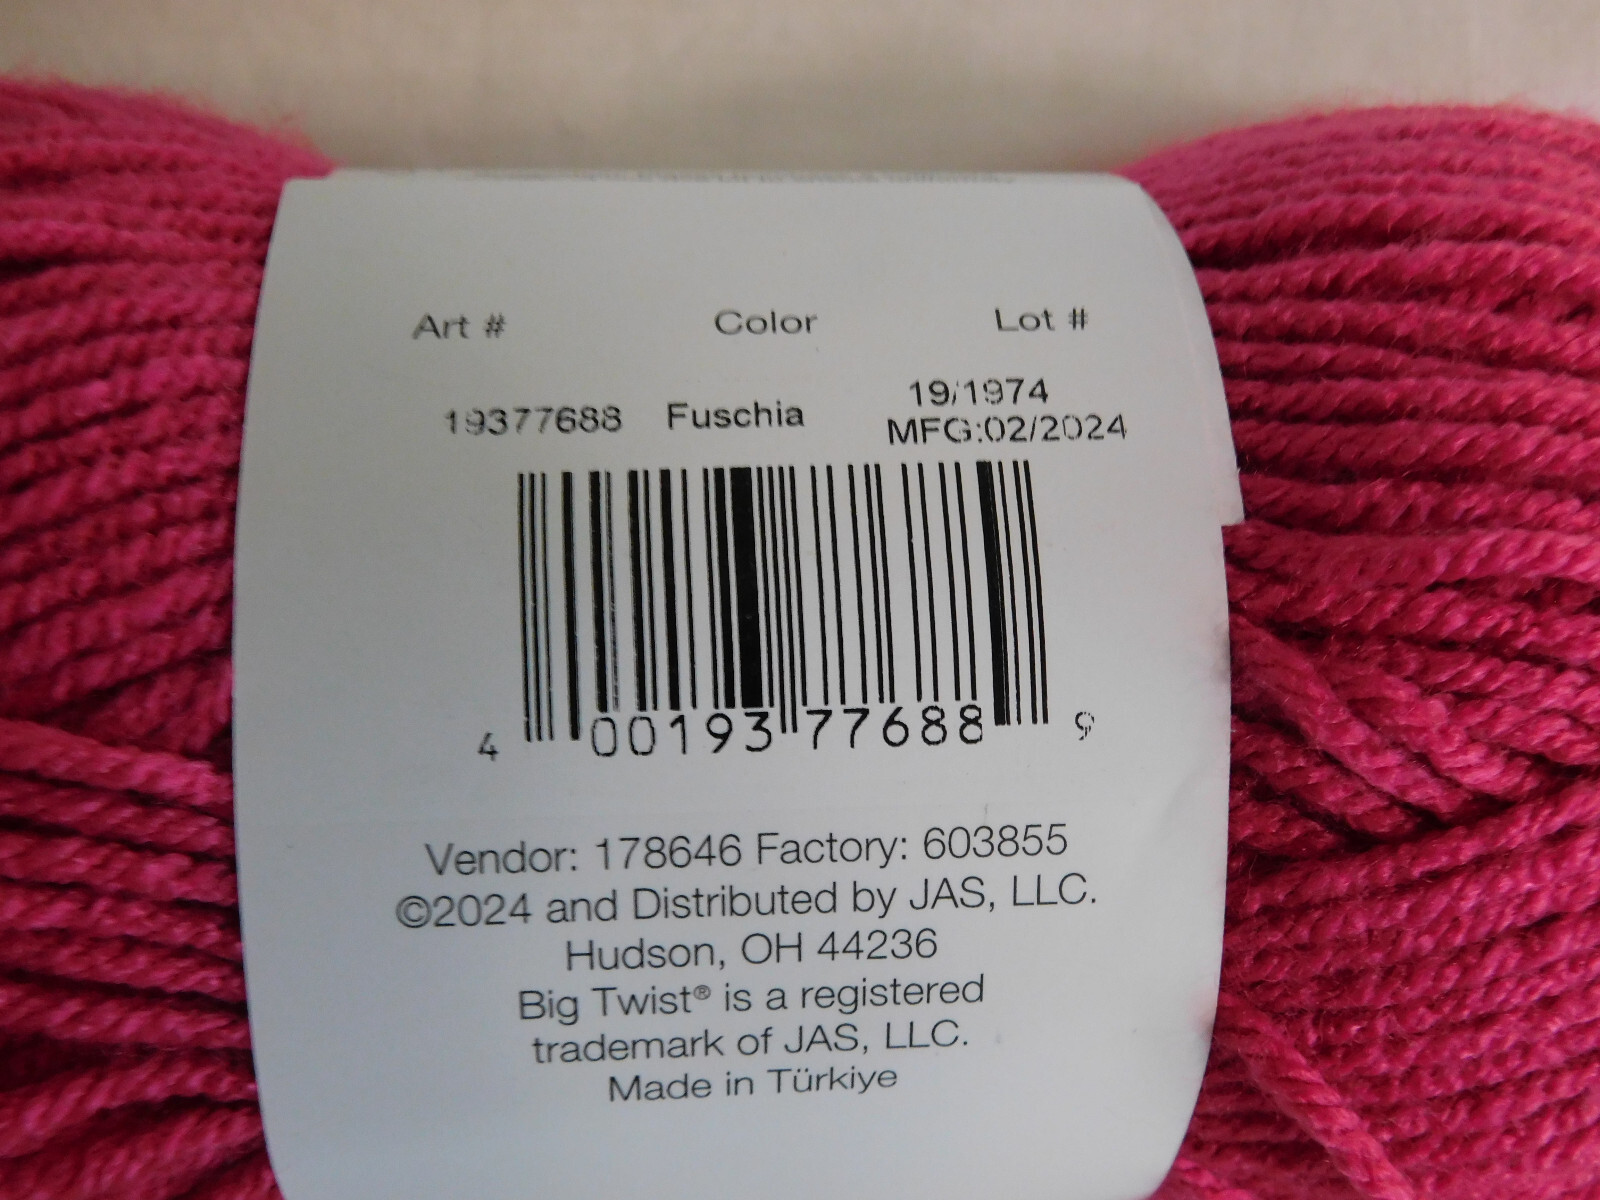 Art # Color Lot #
19/1974
19377688 Fuschia MFG:02/2024
4 00193 77688 9
Vendor: 178646 Factory: 603855
©2024 and Distributed by JAS, LLC.
Hudson, OH 44236
Big Twist® is a registered
trademark of JAS, LLC.
Made in Türkiye